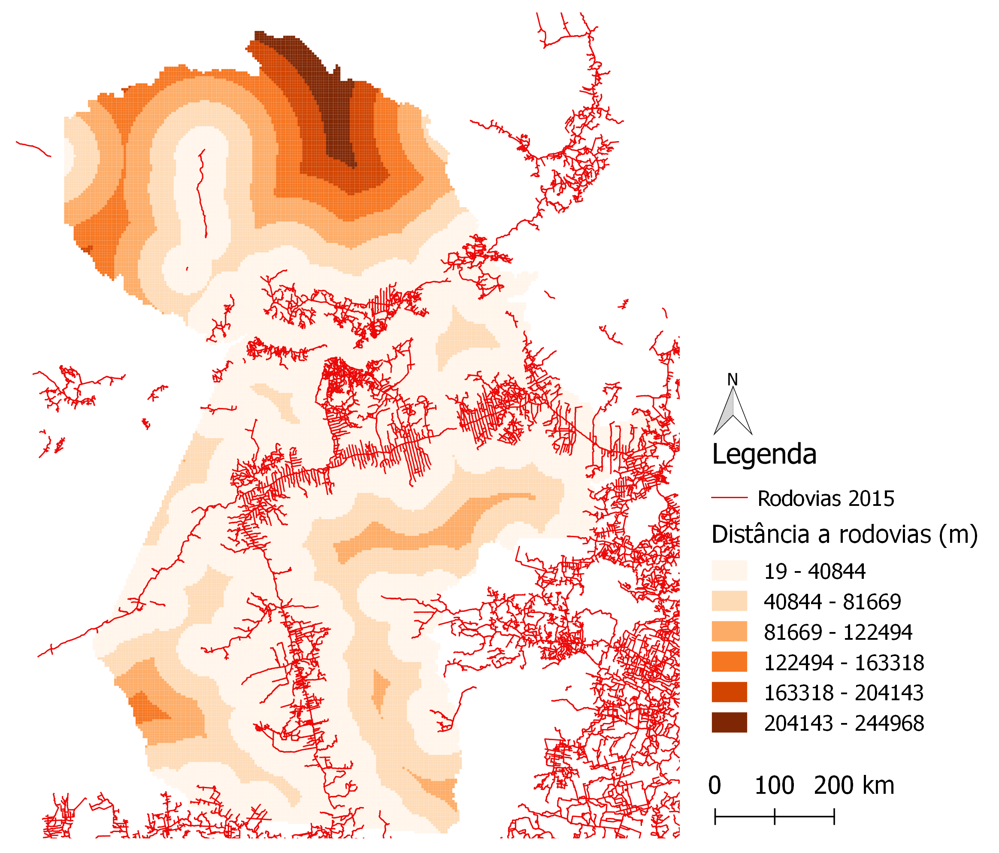 N
Legenda
Rodovias 2015
Distância a rodovias (m)
19 - 40844
40844 - 81669
81669 - 122494
122494 - 163318
163318 - 204143
204143 - 244968
0 100 200 km